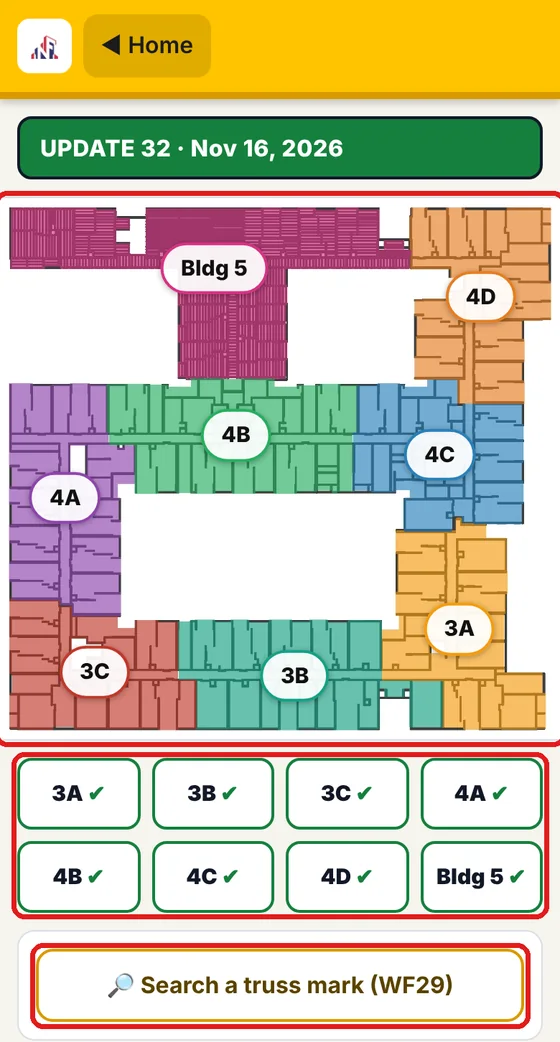 ◀ Home
UPDATE 32 · Nov 16, 2026
Bldg 5
4D
4B
4C
4A
3A
3C
3B
3A ✔ 3B ✔ 3C ✔ 4A ✔
4B ✔ 4C ✔ 4D ✔ Bldg 5 ✔
🔎 Search a truss mark (WF29)